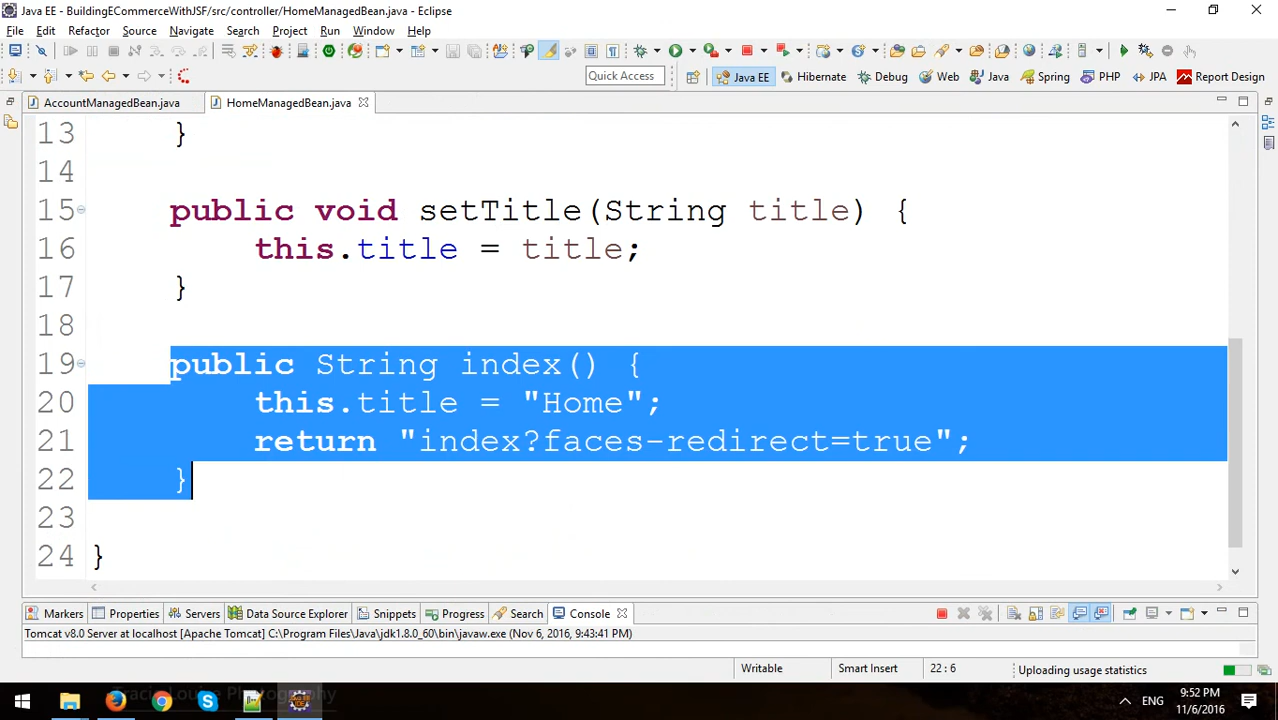 Java EE - BuildingECommerceWithJSF/src/controller/HomeManagedBean.java - Eclipse
File Edit Refactor Source Navigate Search Project Run Window Help
Quick Access Java EE Hibernate Debug Web Java Spring PHP JPA Report Design
AccountManagedBean.java HomeManagedBean.java
13 }
14
15 public void setTitle(String title) {
16 this.title = title;
17 }
18
19 public String index() {
20 this.title = "Home";
21 return "index?faces-redirect=true";
22 }
23
24 }
Markers Properties Servers Data Source Explorer Snippets Progress Search Console
Tomcat v8.0 Server at localhost [Apache Tomcat] C:\Program Files\Java\jdk1.8.0_60\bin\javaw.exe (Nov 6, 2016, 9:43:41 PM)
Writable Smart Insert 22 : 6 Uploading usage statistics
ENG
9:52 PM
11/6/2016